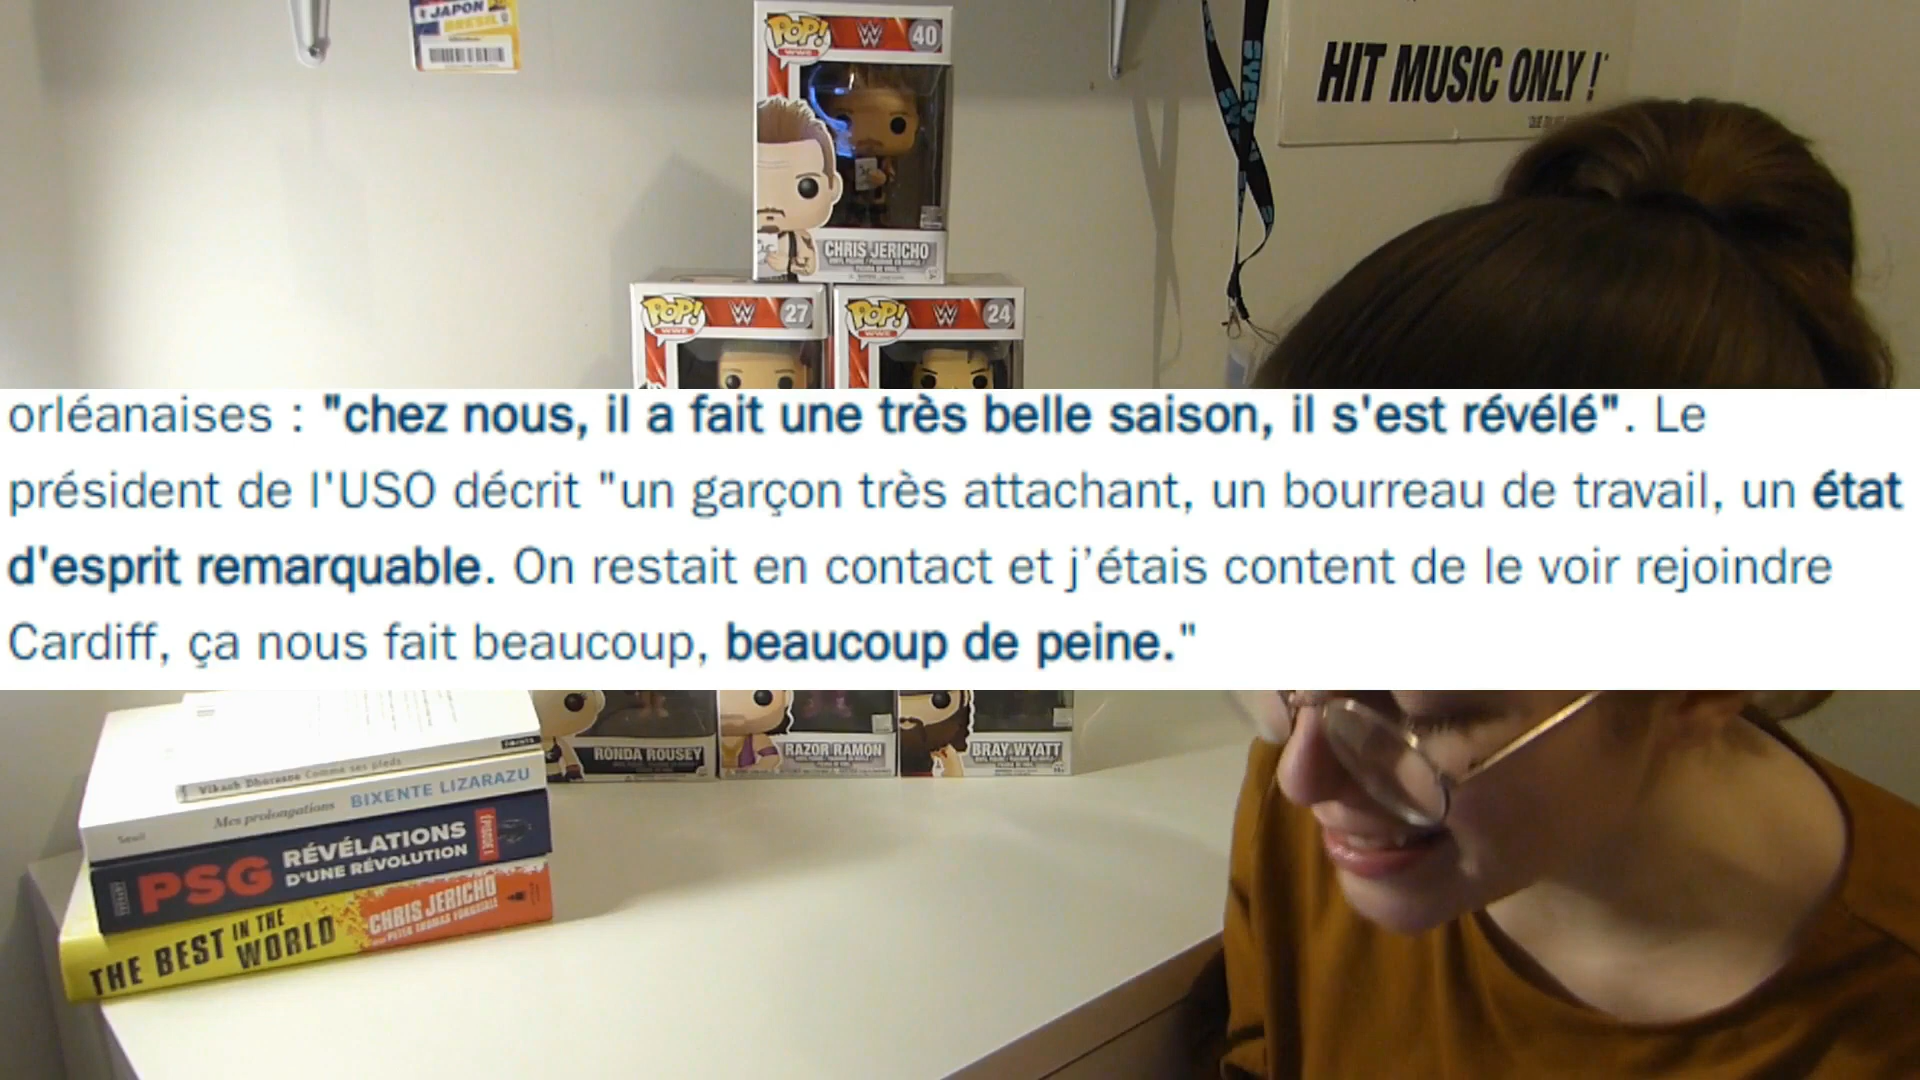 JAPON
BRESIL
POP!
W
40
WWE
HIT MUSIC ONLY !
CHRIS JERICHO
POP!
W
27
WWE
POP!
W
24
WWE
orléanaises : "chez nous, il a fait une très belle saison, il s'est révélé". Le
président de l'USO décrit "un garçon très attachant, un bourreau de travail, un état
d'esprit remarquable. On restait en contact et j’étais content de le voir rejoindre
Cardiff, ça nous fait beaucoup, beaucoup de peine."
RONDA ROUSEY
RAZOR RAMON
BRAY WYATT
Vikash Dhorasoo Comme ses pieds
Seuil
Mes prolongations BIXENTE LIZARAZU
PSG RÉVÉLATIONS
D'UNE RÉVOLUTION
THE BEST IN THE WORLD
CHRIS JERICHO